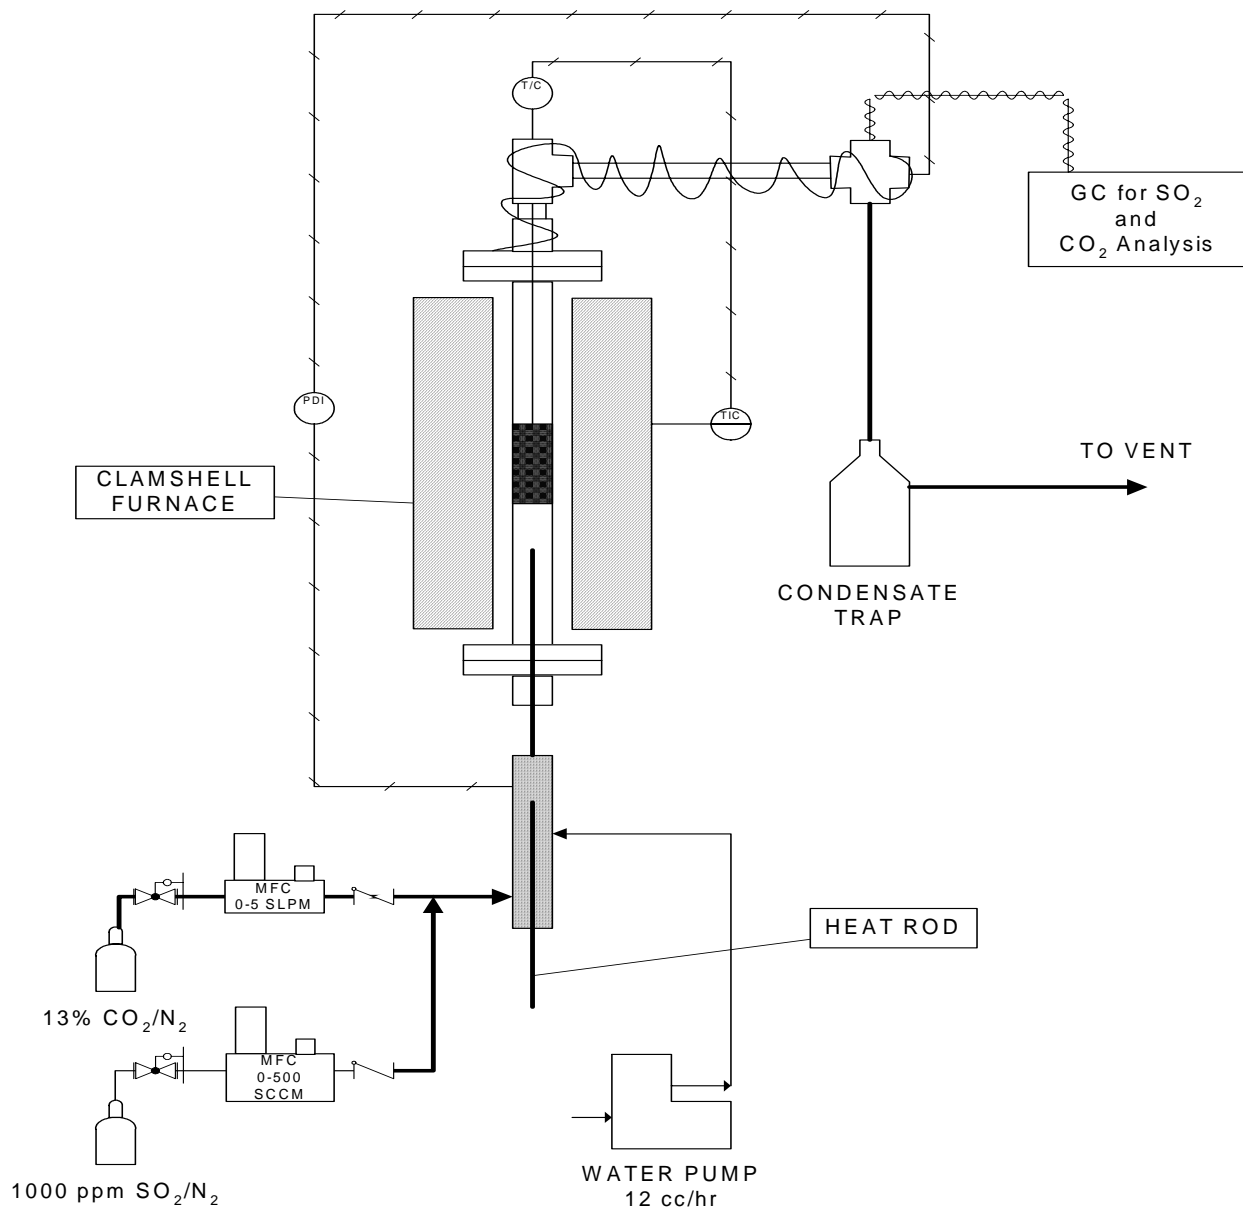 T/C
GC for SO2
and
CO2 Analysis
PDI
TIC
CLAMSHELL
FURNACE
TO VENT
CONDENSATE
TRAP
MFC
0-5 SLPM
HEAT ROD
13% CO2/N2
MFC
0-500
SCCM
WATER PUMP
12 cc/hr
1000 ppm SO2/N2